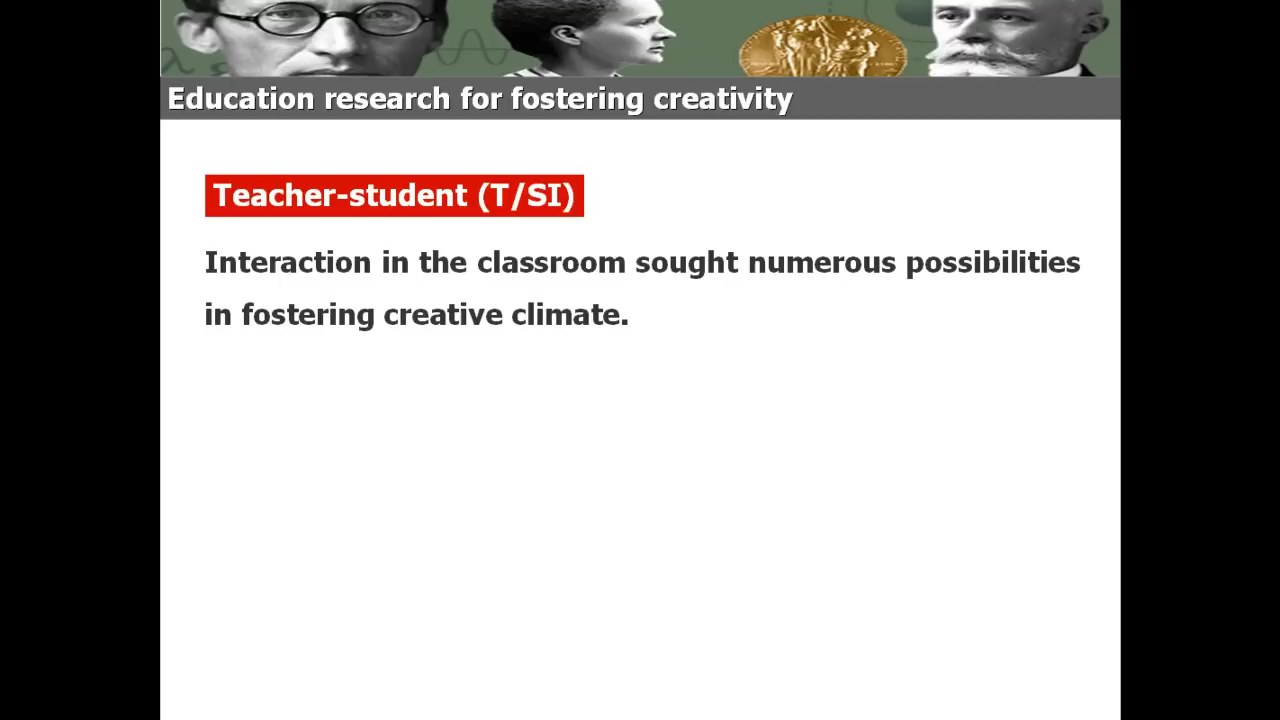 Education research for fostering creativity
Teacher-student (T/SI)
Interaction in the classroom sought numerous possibilities
in fostering creative climate.